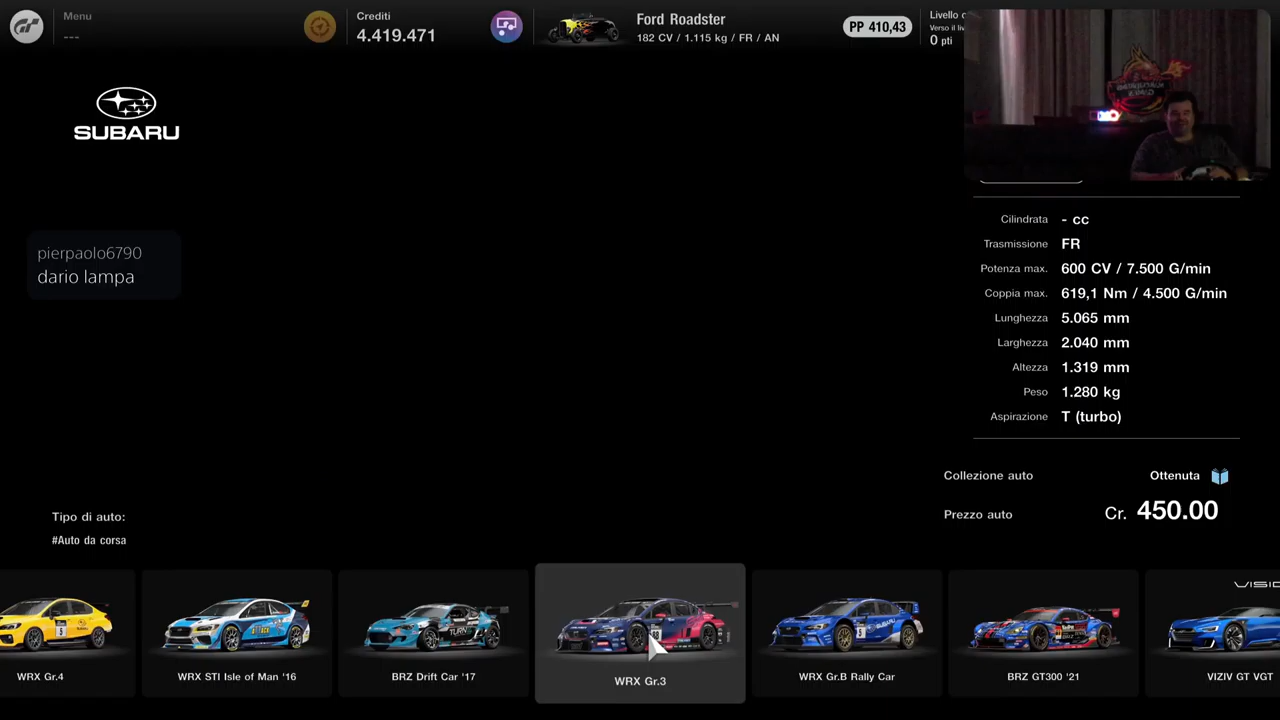 Menu
---
Crediti
4.419.471
Ford Roadster
182 CV / 1.115 kg / FR / AN
PP 410,43
Livello
Verso il
0 pti
SUBARU
pierpaolo6790
dario lampa
Cilindrata - cc
Trasmissione FR
Potenza max. 600 CV / 7.500 G/min
Coppia max. 619,1 Nm / 4.500 G/min
Lunghezza 5.065 mm
Larghezza 2.040 mm
Altezza 1.319 mm
Peso 1.280 kg
Aspirazione T (turbo)
Collezione auto Ottenuta
Prezzo auto Cr. 450.00
Tipo di auto:
#Auto da corsa
WRX Gr.4
WRX STI Isle of Man '16
BRZ Drift Car '17
WRX Gr.3
WRX Gr.B Rally Car
BRZ GT300 '21
VIZIV GT VGT